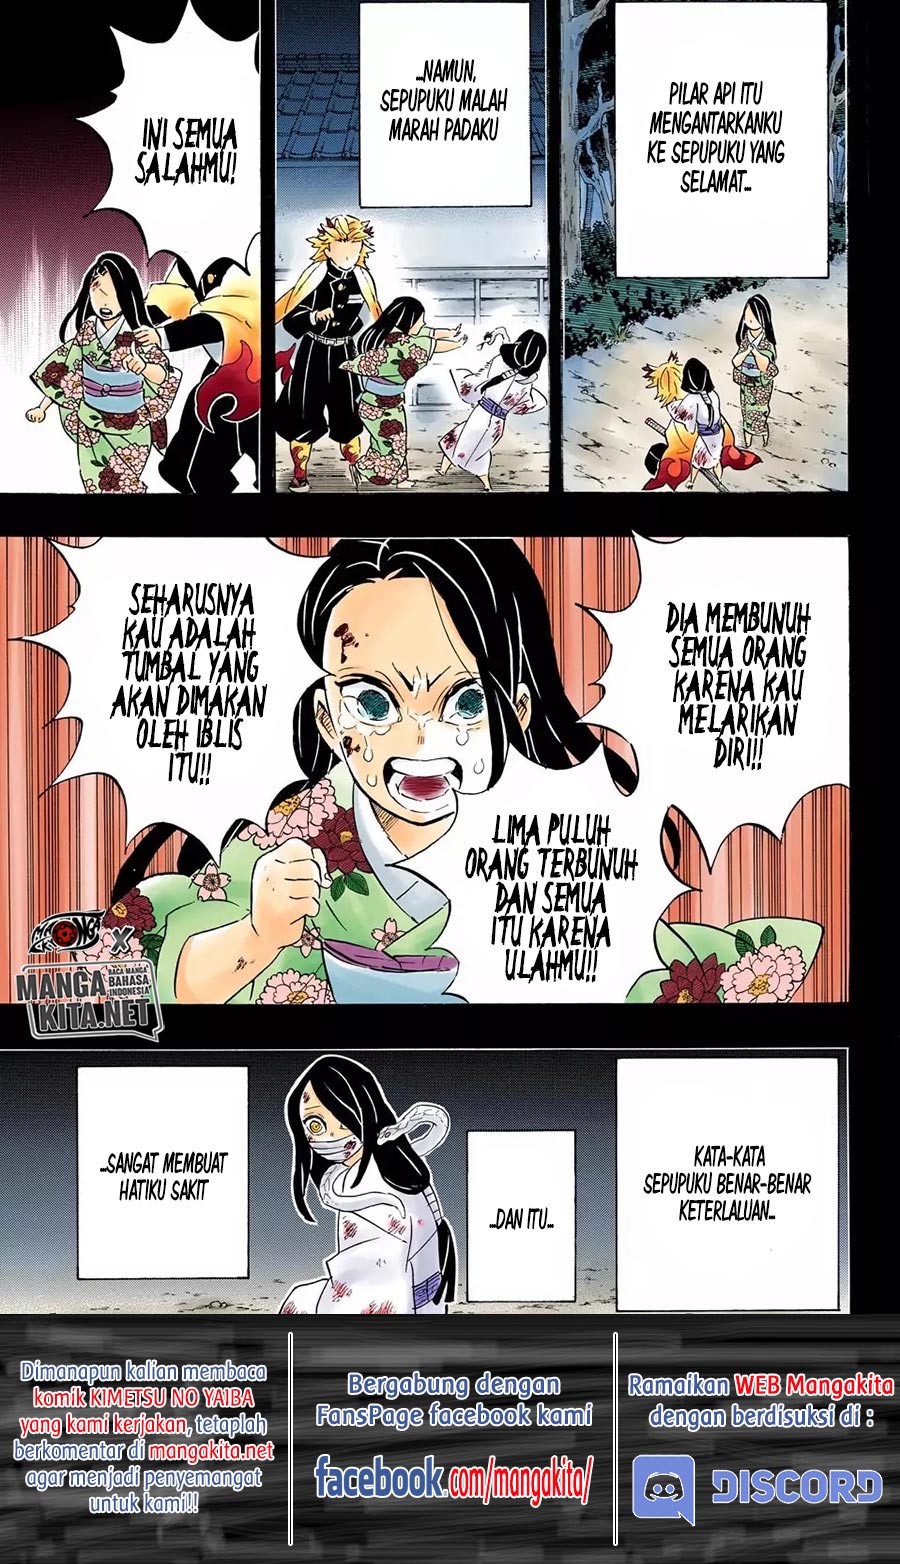 PILAR API ITU
MENGANTARKANKU
KE SEPUPUKU YANG
SELAMAT...
...NAMUN,
SEPUPUKU MALAH
MARAH PADAKU
INI SEMUA
SALAHMU!
DIA MEMBUNUH
SEMUA ORANG
KARENA KAU
MELARIKAN
DIRI!!
LIMA PULUH
ORANG TERBUNUH
DAN SEMUA
ITU KARENA
ULAHMU!!
SEHARUSNYA
KAU ADALAH
TUMBAL YANG
AKAN DIMAKAN
OLEH IBLIS
ITU!!
X
MANGA
BACA MANGA
BAHASA
INDONESIA
KITA.NET
KATA-KATA
SEPUPUKU BENAR-BENAR
KETERLALUAN...
...DAN ITU...
...SANGAT MEMBUAT
HATIKU SAKIT
Dimanapun kalian membaca
komik KIMETSU NO YAIBA
yang kami kerjakan, tetaplah
berkomentar di mangakita.net
agar menjadi penyemangat
untuk kami!!
Bergabung dengan
FansPage facebook kami
facebook.com/mangakita/
Ramaikan WEB Mangakita
dengan berdisuksi di :
DISCORD